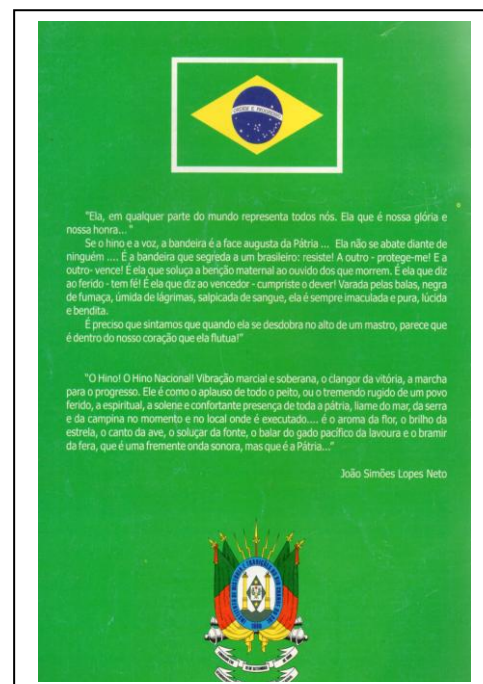 ORDEM E PROGRESSO
"Ela, em qualquer parte do mundo representa todos nós. Ela que é nossa glória e
nossa honra... "
Se o hino e a voz, a bandeira é a face augusta da Pátria ... Ela não se abate diante de
ninguém .... É a bandeira que segreda a um brasileiro: resiste! A outro - protege-me! E a
outro- vence! É ela que soluça a benção maternal ao ouvido dos que morrem. É ela que diz
ao ferido - tem fé! É ela que diz ao vencedor - cumpriste o dever! Varada pelas balas, negra
de fumaça, úmida de lágrimas, salpicada de sangue, ela é sempre imaculada e pura, lúcida
e bendita.
É preciso que sintamos que quando ela se desdobra no alto de um mastro, parece que
é dentro do nosso coração que ela flutua!"
"O Hino! O Hino Nacional! Vibração marcial e soberana, o clangor da vitória, a marcha
para o progresso. Ele é como o aplauso de todo o peito, ou o tremendo rugido de um povo
ferido, a espiritual, a solene e confortante presença de toda a pátria, liame do mar, da serra
e da campina no momento e no local onde é executado.... é o aroma da flor, o brilho da
estrela, o canto da ave, o soluçar da fonte, o balar do gado pacífico da lavoura e o bramir
da fera, que é uma fremente onda sonora, mas que é a Pátria..."
João Simões Lopes Neto